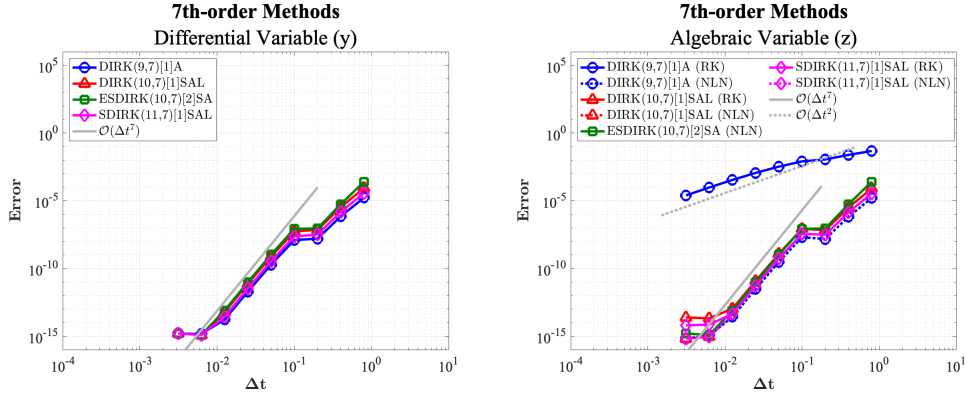 7th-order Methods
Differential Variable (y)
DIRK(9,7)[1]A
DIRK(10,7)[1]SAL
ESDIRK(10,7)[2]SA
SDIRK(11,7)[1]SAL
𝒪(Δt⁷)
Error
10⁵
10⁰
10⁻⁵
10⁻¹⁰
10⁻¹⁵
10⁻⁴
10⁻³
10⁻²
10⁻¹
10⁰
10¹
Δt
7th-order Methods
Algebraic Variable (z)
DIRK(9,7)[1]A (RK)
DIRK(9,7)[1]A (NLN)
DIRK(10,7)[1]SAL (RK)
DIRK(10,7)[1]SAL (NLN)
ESDIRK(10,7)[2]SA (NLN)
SDIRK(11,7)[1]SAL (RK)
SDIRK(11,7)[1]SAL (NLN)
𝒪(Δt⁷)
𝒪(Δt²)
Error
10⁵
10⁰
10⁻⁵
10⁻¹⁰
10⁻¹⁵
10⁻⁴
10⁻³
10⁻²
10⁻¹
10⁰
10¹
Δt